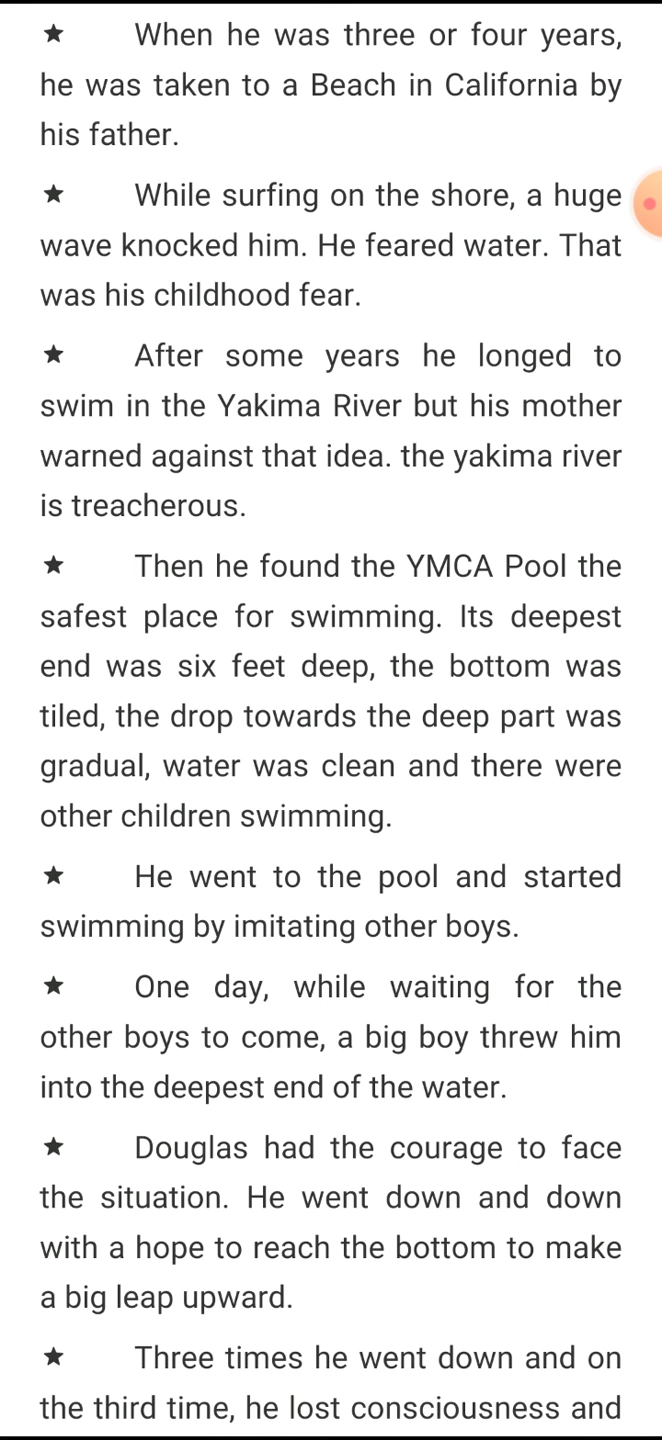 ★ When he was three or four years,
he was taken to a Beach in California by
his father.
★ While surfing on the shore, a huge
wave knocked him. He feared water. That
was his childhood fear.
★ After some years he longed to
swim in the Yakima River but his mother
warned against that idea. the yakima river
is treacherous.
★ Then he found the YMCA Pool the
safest place for swimming. Its deepest
end was six feet deep, the bottom was
tiled, the drop towards the deep part was
gradual, water was clean and there were
other children swimming.
★ He went to the pool and started
swimming by imitating other boys.
★ One day, while waiting for the
other boys to come, a big boy threw him
into the deepest end of the water.
★ Douglas had the courage to face
the situation. He went down and down
with a hope to reach the bottom to make
a big leap upward.
★ Three times he went down and on
the third time, he lost consciousness and